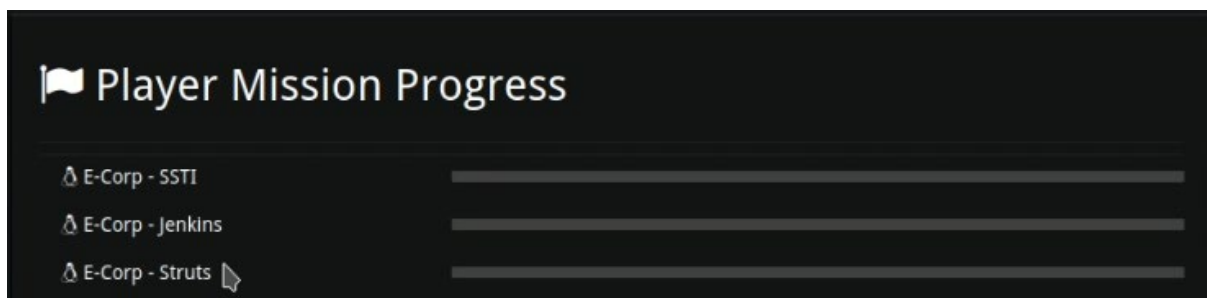 Player Mission Progress
E-Corp - SSTI
E-Corp - Jenkins
E-Corp - Struts